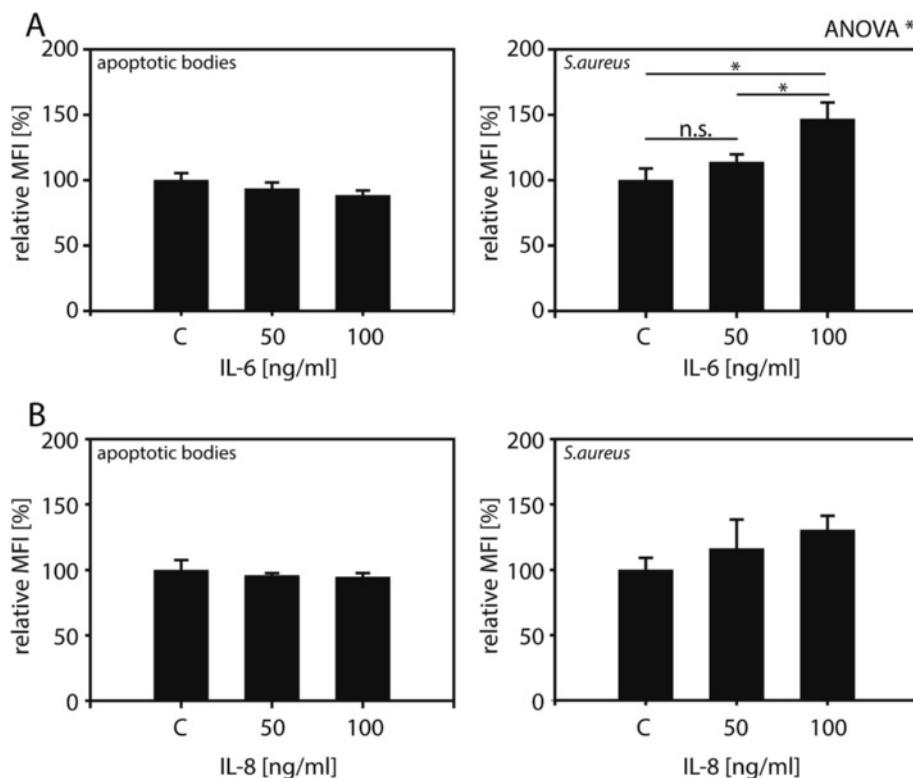 A
ANOVA *
200
150
100
50
0
relative MFI [%]
apoptotic bodies
C 50 100
IL-6 [ng/ml]
200
150
100
50
0
relative MFI [%]
S.aureus
*
*
n.s.
C 50 100
IL-6 [ng/ml]
B
200
150
100
50
0
relative MFI [%]
apoptotic bodies
C 50 100
IL-8 [ng/ml]
200
150
100
50
0
relative MFI [%]
S.aureus
C 50 100
IL-8 [ng/ml]